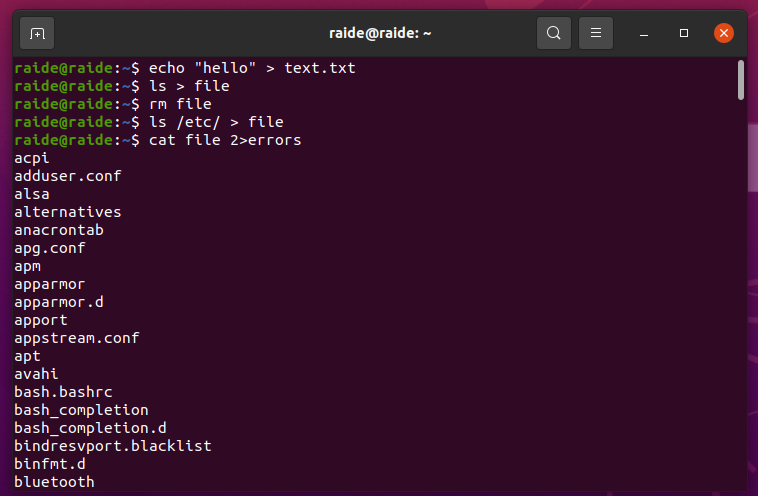 raide@raide: ~
raide@raide:~$ echo "hello" > text.txt
raide@raide:~$ ls > file
raide@raide:~$ rm file
raide@raide:~$ ls /etc/ > file
raide@raide:~$ cat file 2>errors
acpi
adduser.conf
alsa
alternatives
anacrontab
apg.conf
apm
apparmor
apparmor.d
apport
appstream.conf
apt
avahi
bash.bashrc
bash_completion
bash_completion.d
bindresvport.blacklist
binfmt.d
bluetooth